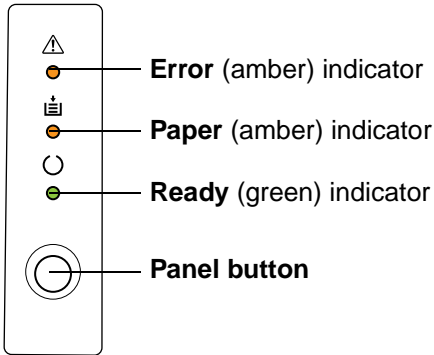 Error (amber) indicator
Paper (amber) indicator
Ready (green) indicator
Panel button